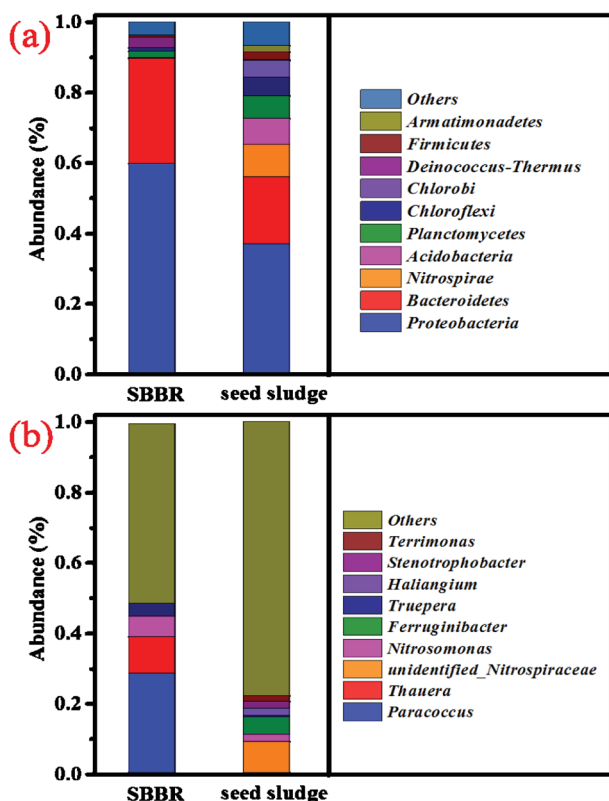 (a)
Abundance (%)
1.0
0.8
0.6
0.4
0.2
0.0
SBBR
seed sludge
Others
Armatimonadetes
Firmicutes
Deinococcus-Thermus
Chlorobi
Chloroflexi
Planctomycetes
Acidobacteria
Nitrospirae
Bacteroidetes
Proteobacteria
(b)
Abundance (%)
1.0
0.8
0.6
0.4
0.2
0.0
SBBR
seed sludge
Others
Terrimonas
Stenotrophobacter
Haliangium
Truepera
Ferruginibacter
Nitrosomonas
unidentified_Nitrospiraceae
Thauera
Paracoccus